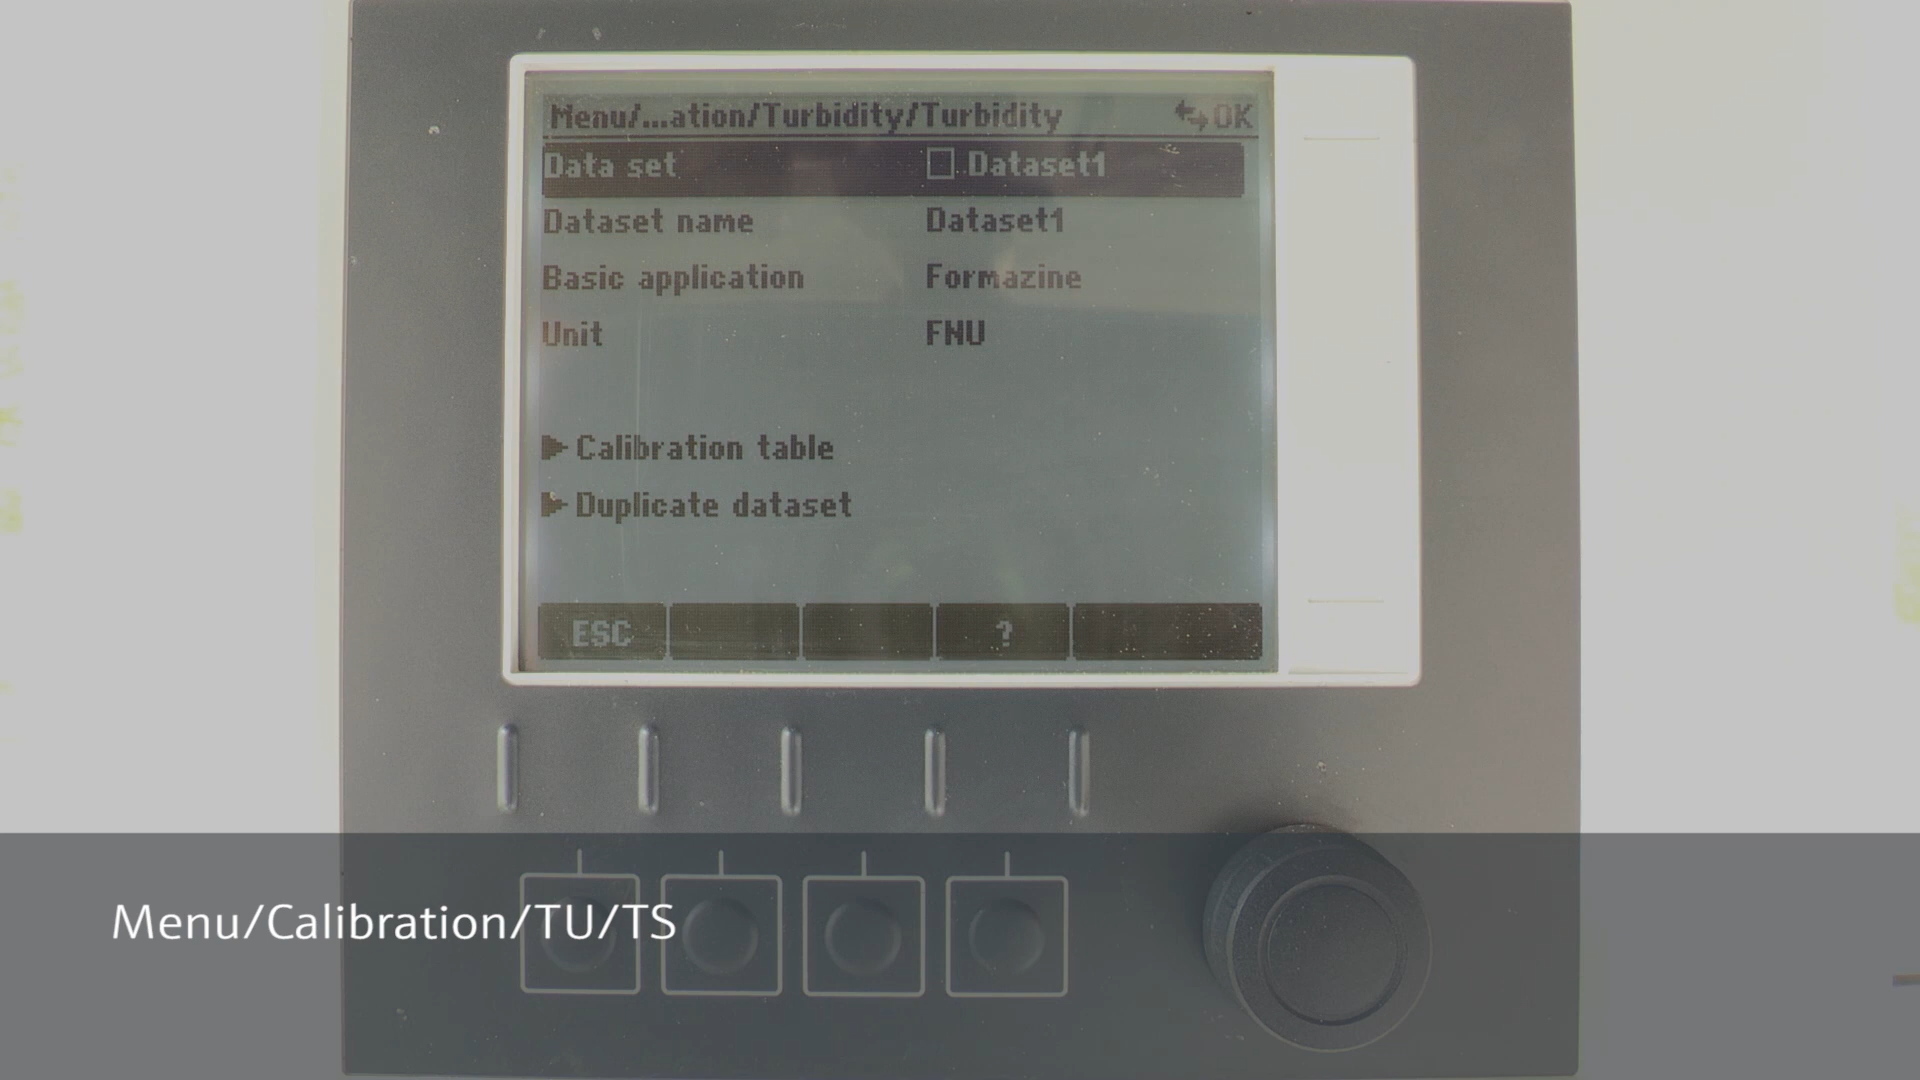 Menu/...ation/Turbidity/Turbidity OK
Data set Dataset1
Dataset name Dataset1
Basic application Formazine
Unit FNU
Calibration table
Duplicate dataset
ESC ?
Menu/Calibration/TU/TS